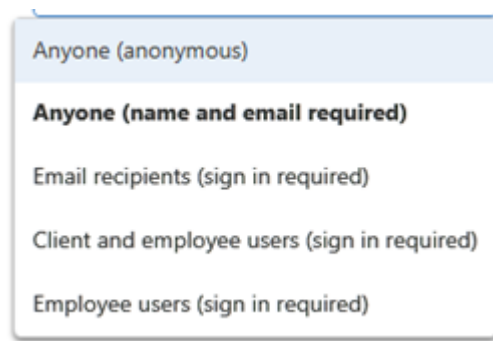 Anyone (anonymous)
Anyone (name and email required)
Email recipients (sign in required)
Client and employee users (sign in required)
Employee users (sign in required)